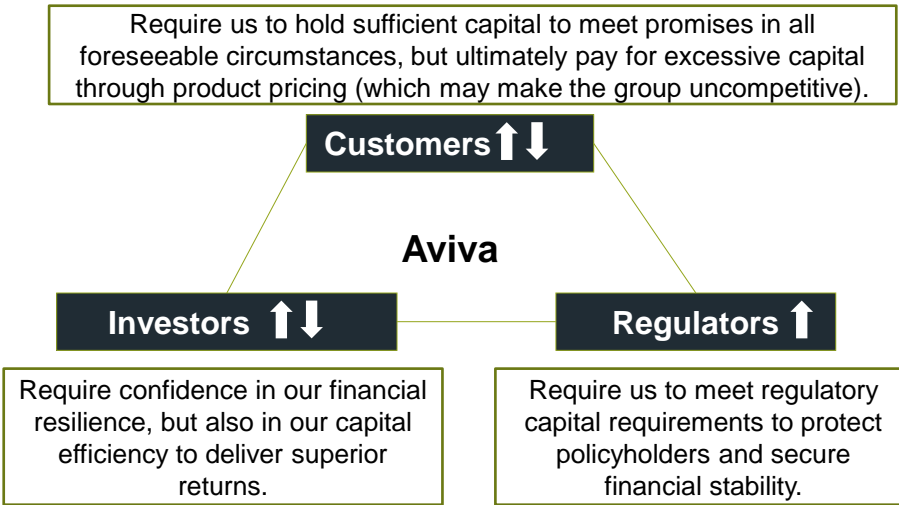 Require us to hold sufficient capital to meet promises in all
foreseeable circumstances, but ultimately pay for excessive capital
through product pricing (which may make the group uncompetitive).
Customers
Aviva
Investors
Regulators
Require confidence in our financial
resilience, but also in our capital
efficiency to deliver superior
returns.
Require us to meet regulatory
capital requirements to protect
policyholders and secure
financial stability.